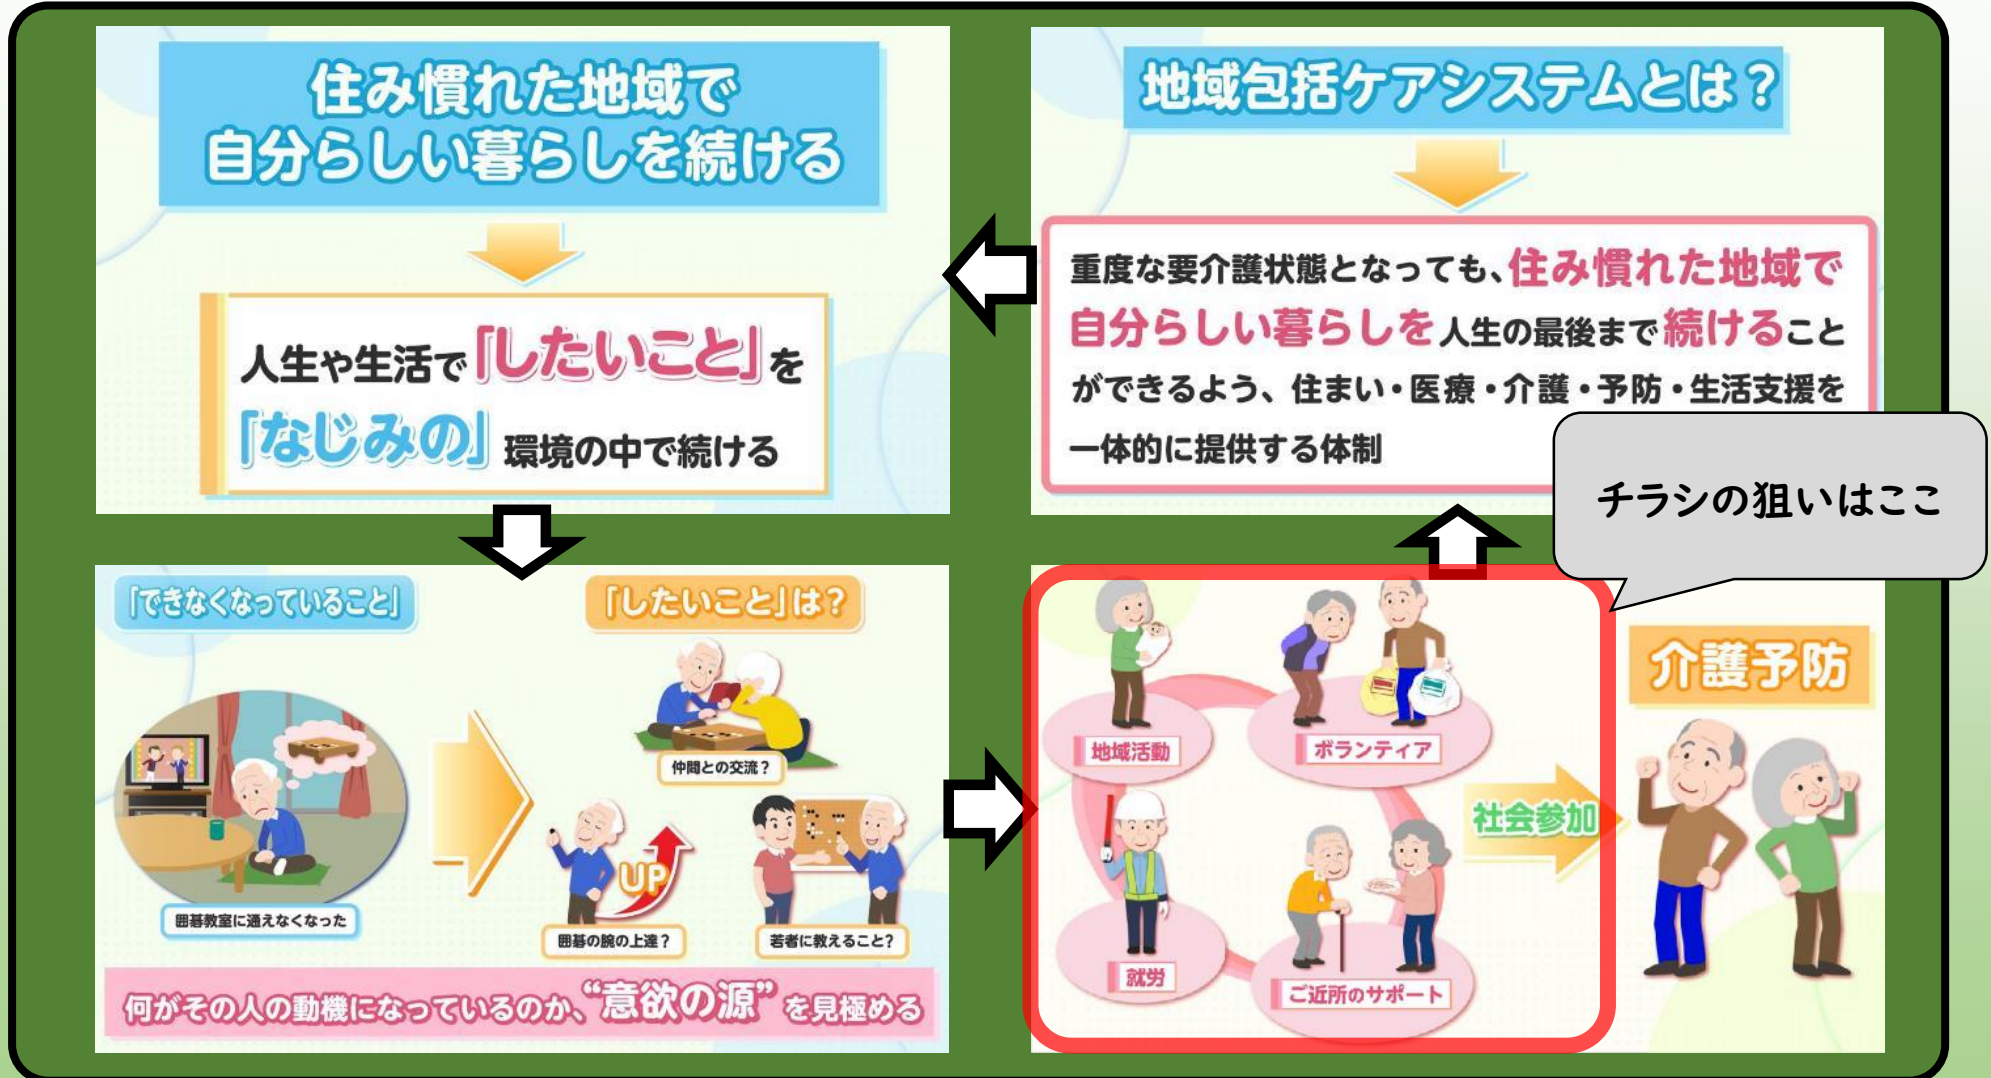 住み慣れた地域で
自分らしい暮らしを続ける
人生や生活で「したいこと」を
「なじみの」環境の中で続ける
地域包括ケアシステムとは？
重度な要介護状態となっても、住み慣れた地域で
自分らしい暮らしを人生の最後まで続けること
ができるよう、住まい・医療・介護・予防・生活支援を
一体的に提供する体制
チラシの狙いはここ
「できなくなっていること」
「したいこと」は？
囲碁教室に通えなくなった
仲間との交流？
UP
囲碁の腕の上達？
若者に教えること？
何がその人の動機になっているのか、“意欲の源”を見極める
地域活動
ボランティア
就労
ご近所のサポート
社会参加
介護予防